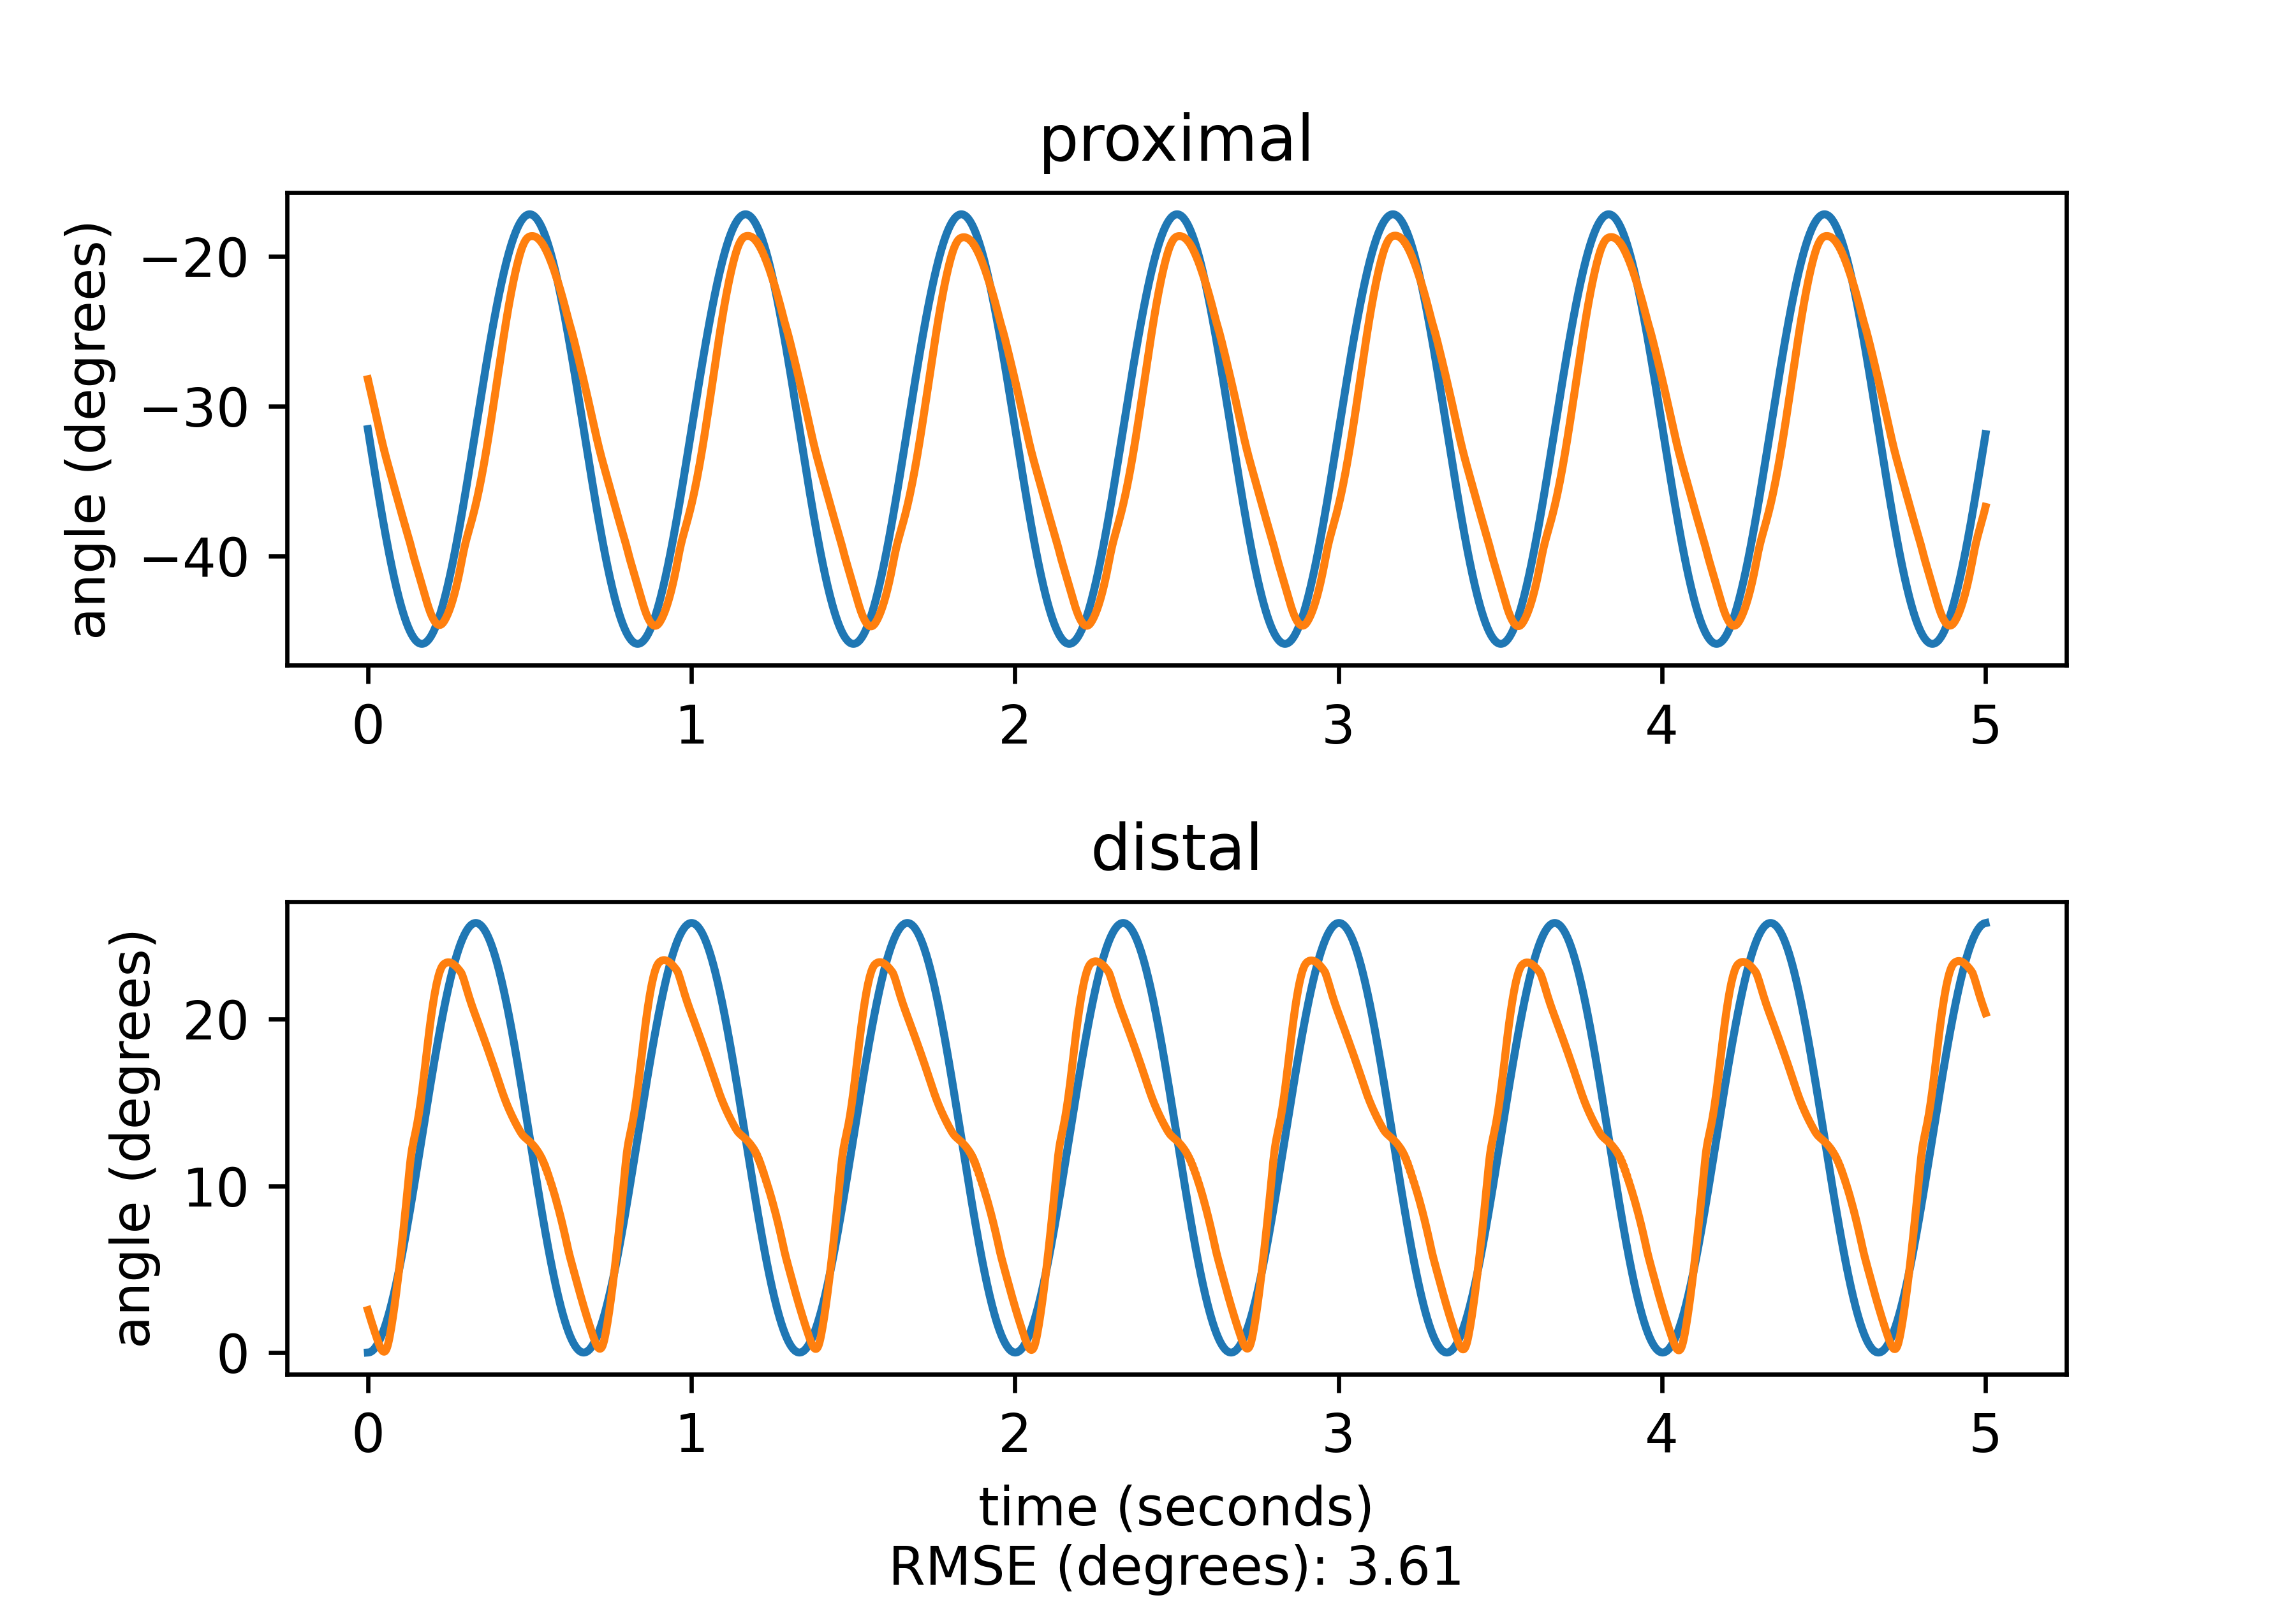 proximal
angle (degrees)
−20
−30
−40
0 1 2 3 4 5
distal
angle (degrees)
20
10
0
0 1 2 3 4 5
time (seconds)
RMSE (degrees): 3.61